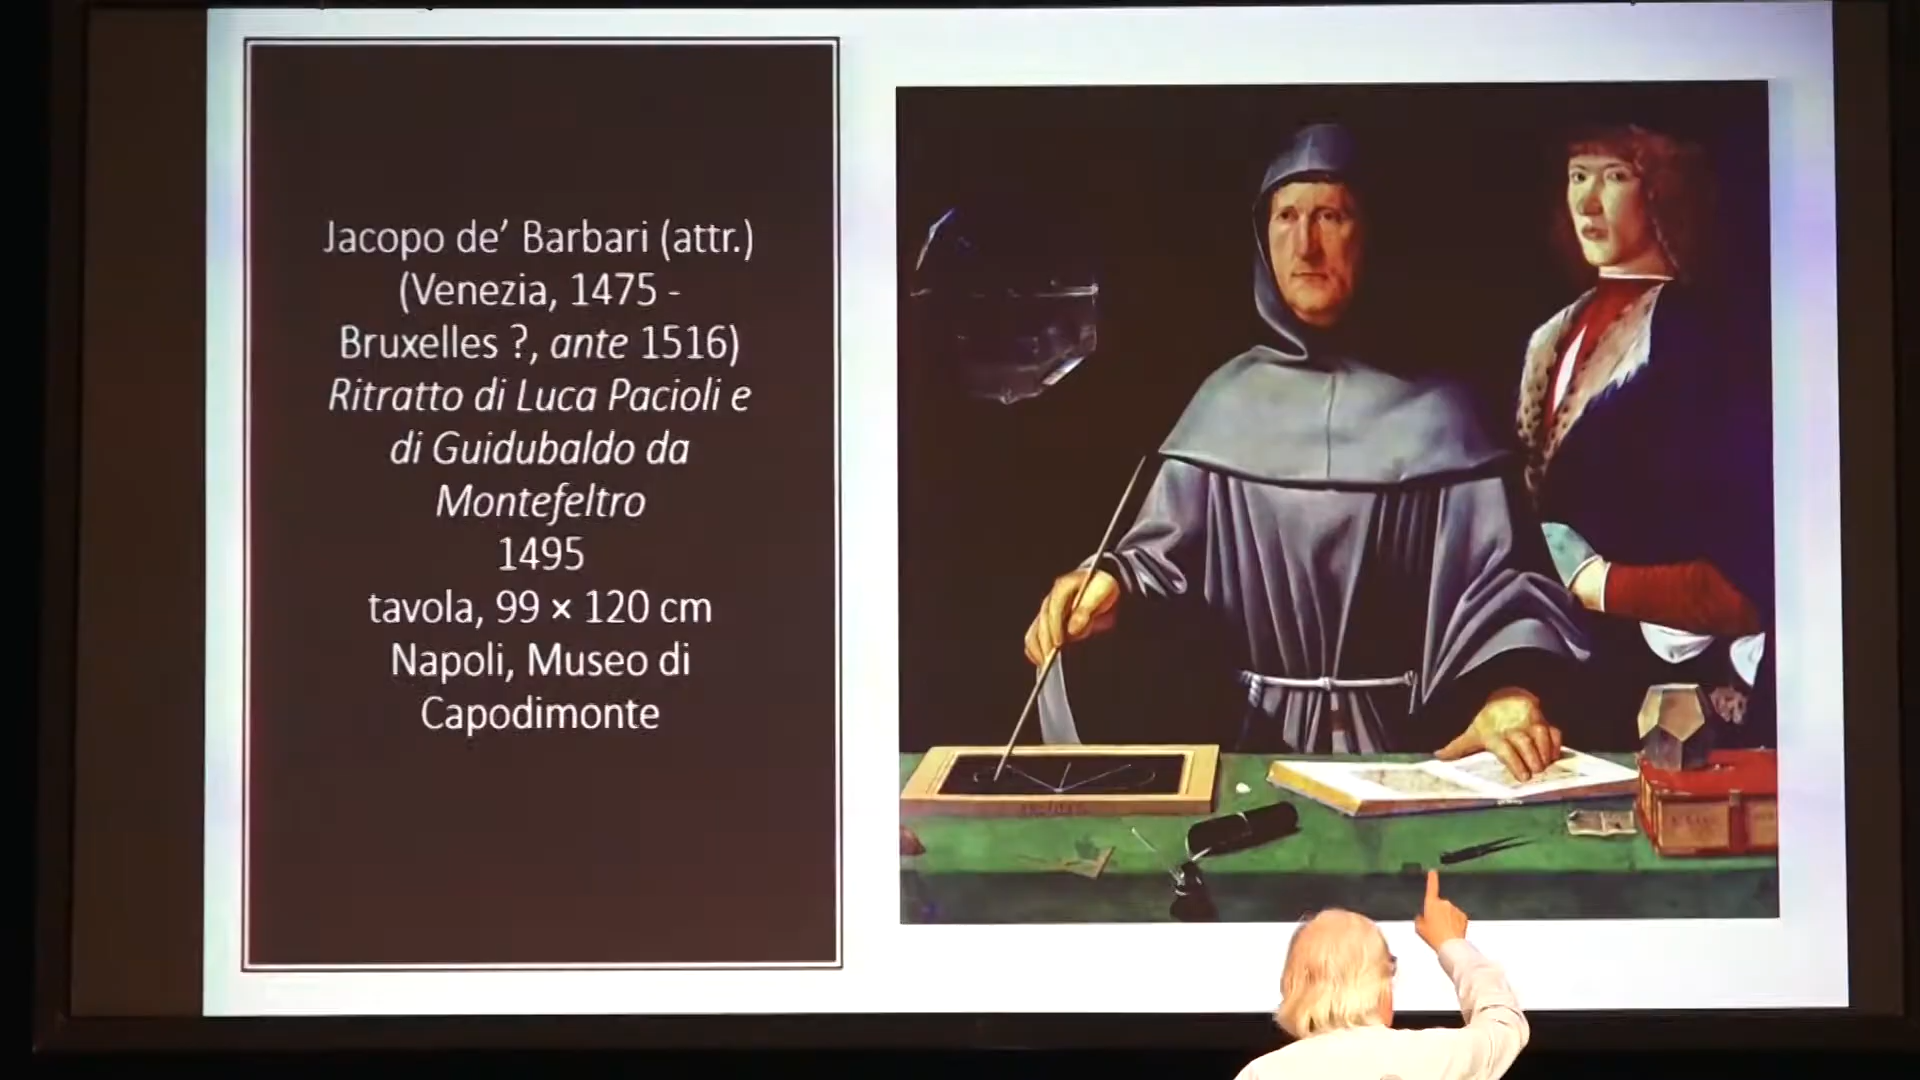 Jacopo de’ Barbari (attr.)
(Venezia, 1475 -
Bruxelles ?, ante 1516)
Ritratto di Luca Pacioli e
di Guidubaldo da
Montefeltro
1495
tavola, 99 × 120 cm
Napoli, Museo di
Capodimonte